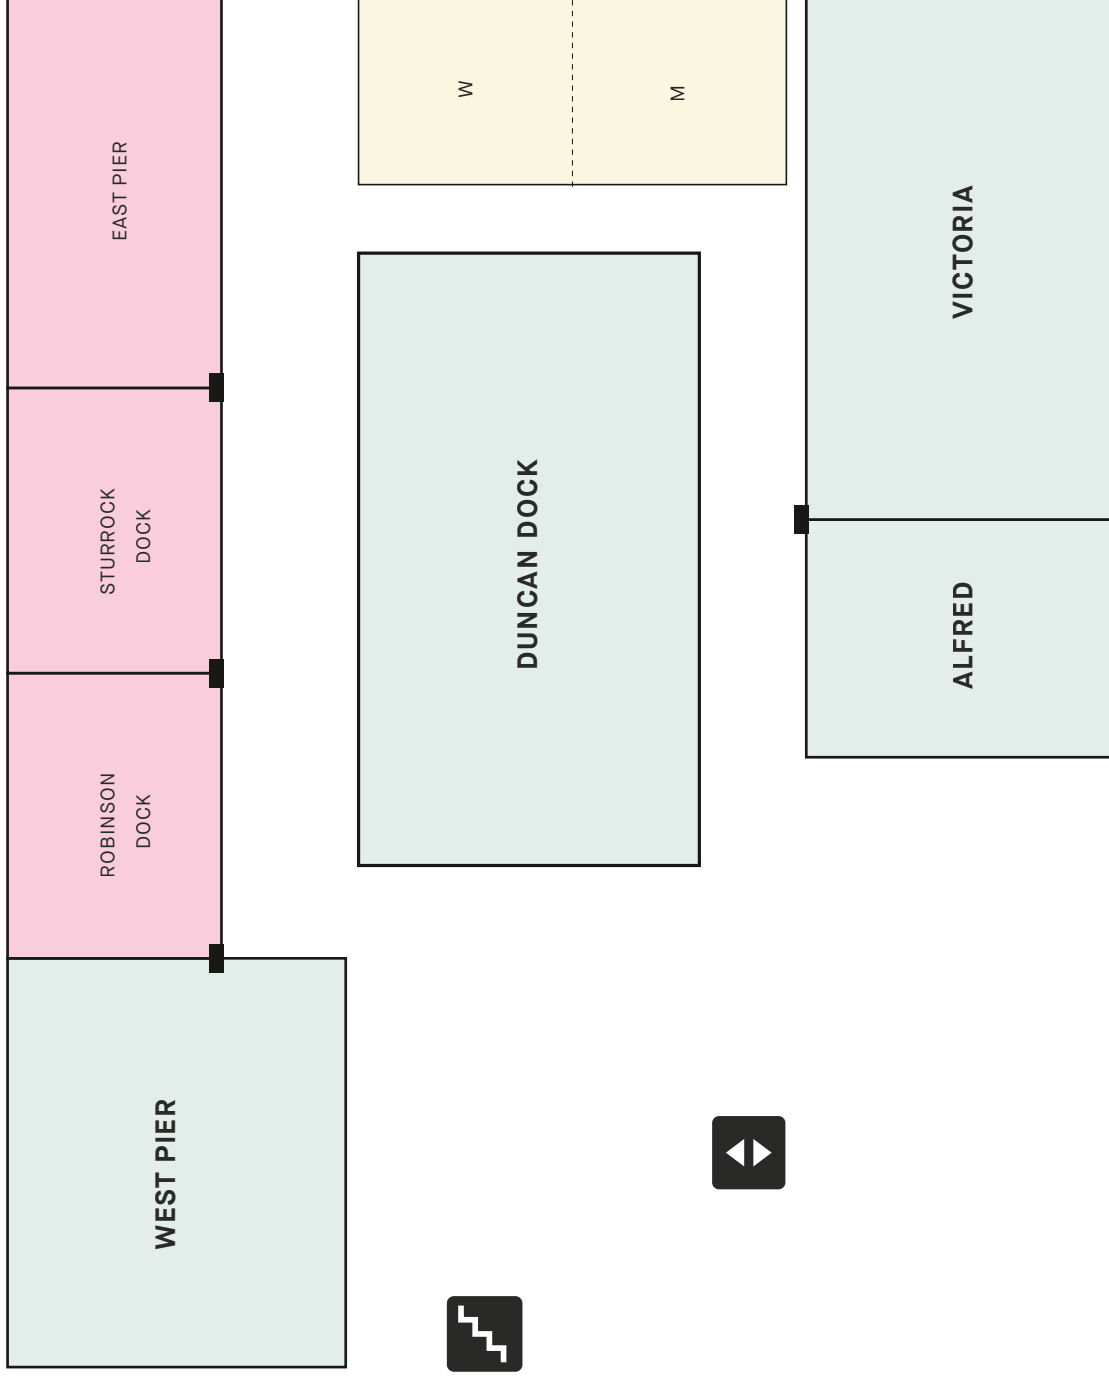 EAST PIER
STURROCK
DOCK
ROBINSON
DOCK
WEST PIER
W
M
DUNCAN DOCK
VICTORIA
ALFRED